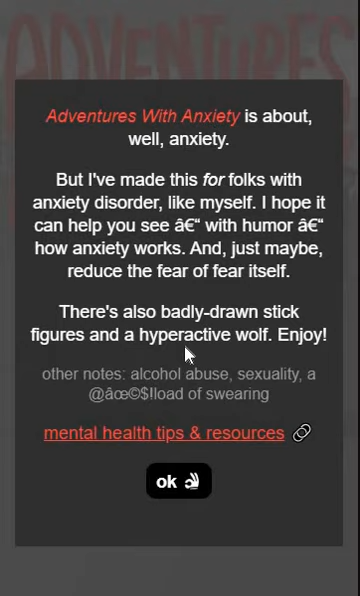 ADVENTURES
Adventures With Anxiety is about,
well, anxiety.
But I've made this for folks with
anxiety disorder, like myself. I hope it
can help you see â€“ with humor â€“
how anxiety works. And, just maybe,
reduce the fear of fear itself.
There's also badly-drawn stick
figures and a hyperactive wolf. Enjoy!
other notes: alcohol abuse, sexuality, a
@âœ©$!load of swearing
mental health tips & resources
ok